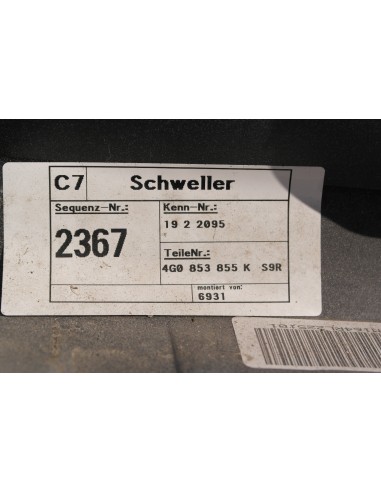 C7 Schweller
Sequenz-Nr.: Kenn-Nr.:
2367 19 2 2095
TeileNr.:
4G0 853 855 K S9R
montiert von:
6931